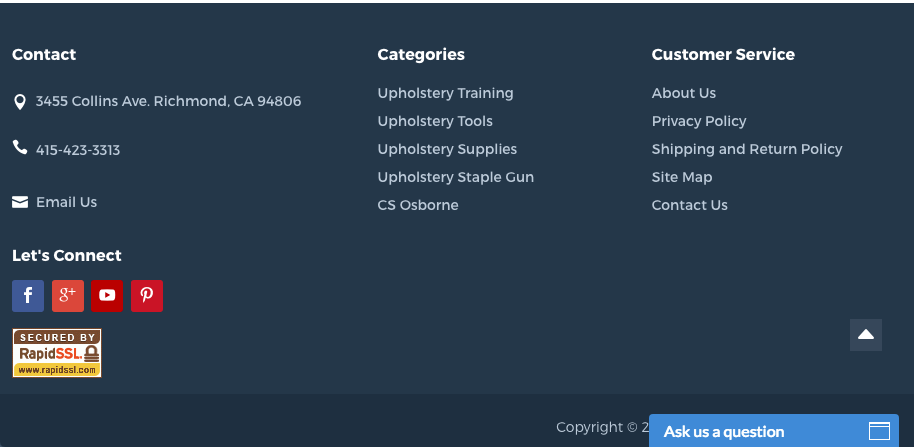 Contact
3455 Collins Ave. Richmond, CA 94806
415-423-3313
Email Us
Let's Connect
f
g+
SECURED BY
RapidSSL.
www.rapidssl.com
Categories
Upholstery Training
Upholstery Tools
Upholstery Supplies
Upholstery Staple Gun
CS Osborne
Customer Service
About Us
Privacy Policy
Shipping and Return Policy
Site Map
Contact Us
Copyright © 2
Ask us a question